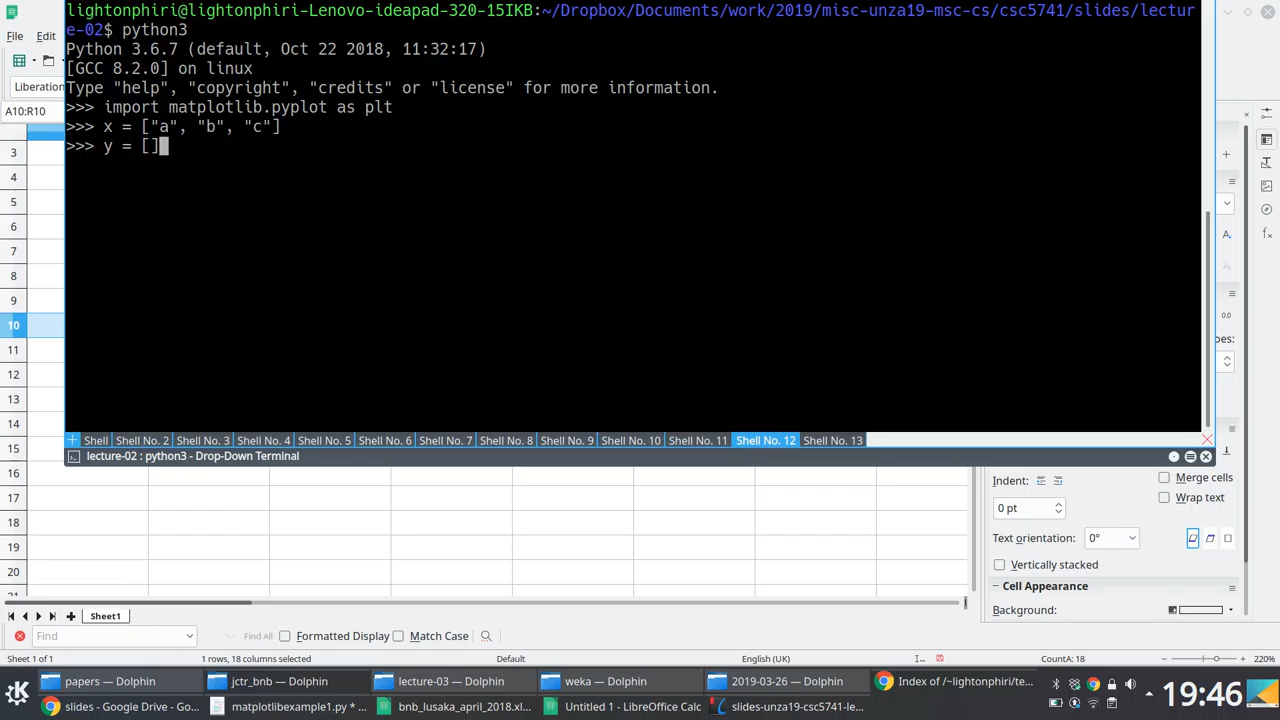 lightonphiri@lightonphiri-Lenovo-ideapad-320-15IKB:~/Dropbox/Documents/work/2019/misc-unza19-msc-cs/csc5741/slides/lectur
e-02$ python3
Python 3.6.7 (default, Oct 22 2018, 11:32:17)
[GCC 8.2.0] on linux
Type "help", "copyright", "credits" or "license" for more information.
>>> import matplotlib.pyplot as plt
>>> x = ["a", "b", "c"]
>>> y = []
File Edit
Liberation
A10:R10
3
4
5
6
7
8
9
10
11
12
13
14
15
16
17
18
19
20
0.0
Shell Shell No. 2 Shell No. 3 Shell No. 4 Shell No. 5 Shell No. 6 Shell No. 7 Shell No. 8 Shell No. 9 Shell No. 10 Shell No. 11 Shell No. 12 Shell No. 13
lecture-02 : python3 - Drop-Down Terminal
Indent:
Merge cells
0 pt
Wrap text
Text orientation: 0°
Vertically stacked
Cell Appearance
Background:
Sheet1
Find Find All Formatted Display Match Case
Sheet 1 of 1 1 rows, 18 columns selected Default English (UK) CountA: 18 220%
papers — Dolphin jctr_bnb — Dolphin lecture-03 — Dolphin weka — Dolphin 2019-03-26 — Dolphin Index of /~lightonphiri/te...
slides - Google Drive - Go... matplotlibexample1.py • ... bnb_lusaka_april_2018.xl... Untitled 1 - LibreOffice Calc slides-unza19-csc5741-le...
19:46